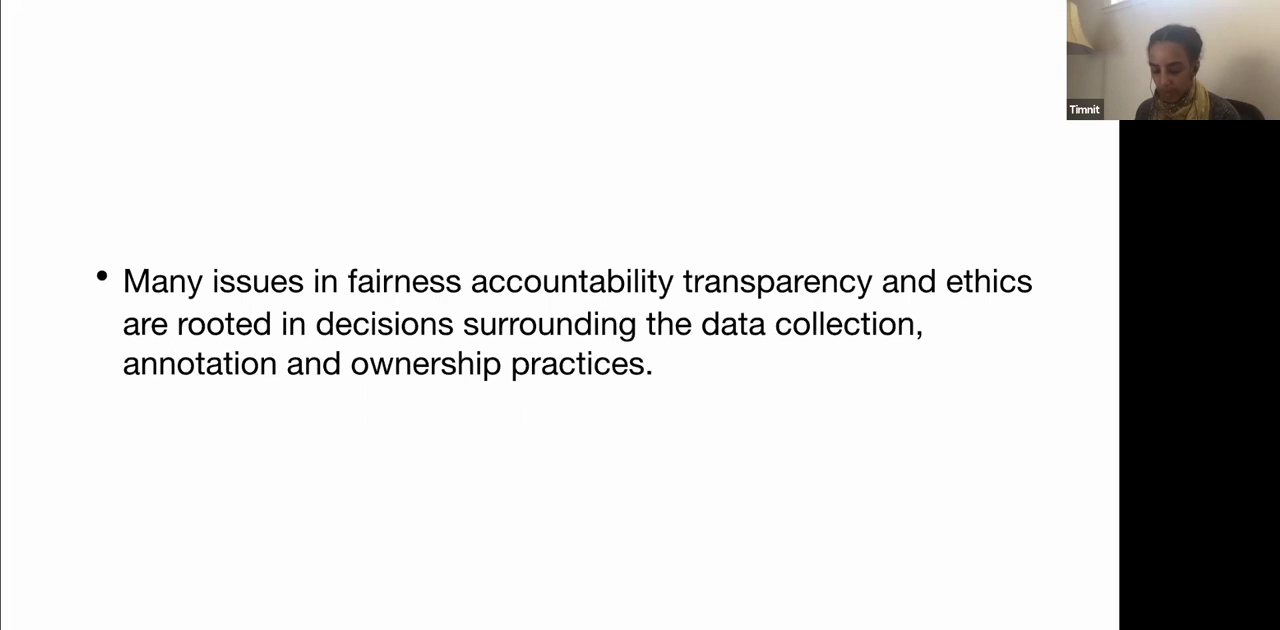 Timnit
• Many issues in fairness accountability transparency and ethics
are rooted in decisions surrounding the data collection,
annotation and ownership practices.